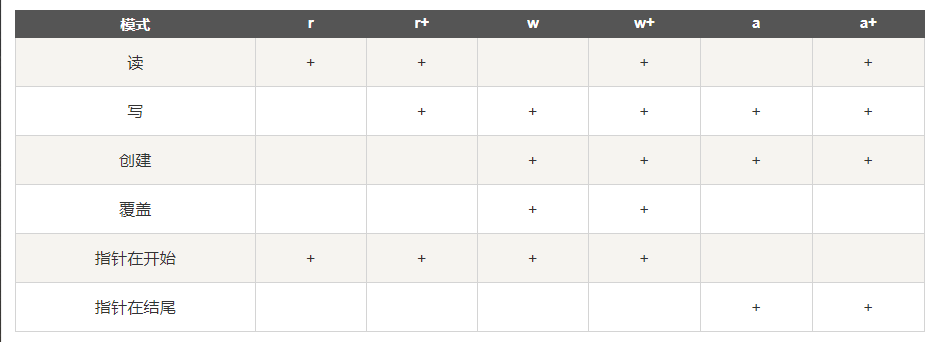 模式 r r+ w w+ a a+
读 + + + +
写 + + + + +
创建 + + + +
覆盖 + +
指针在开始 + + + +
指针在结尾 + +